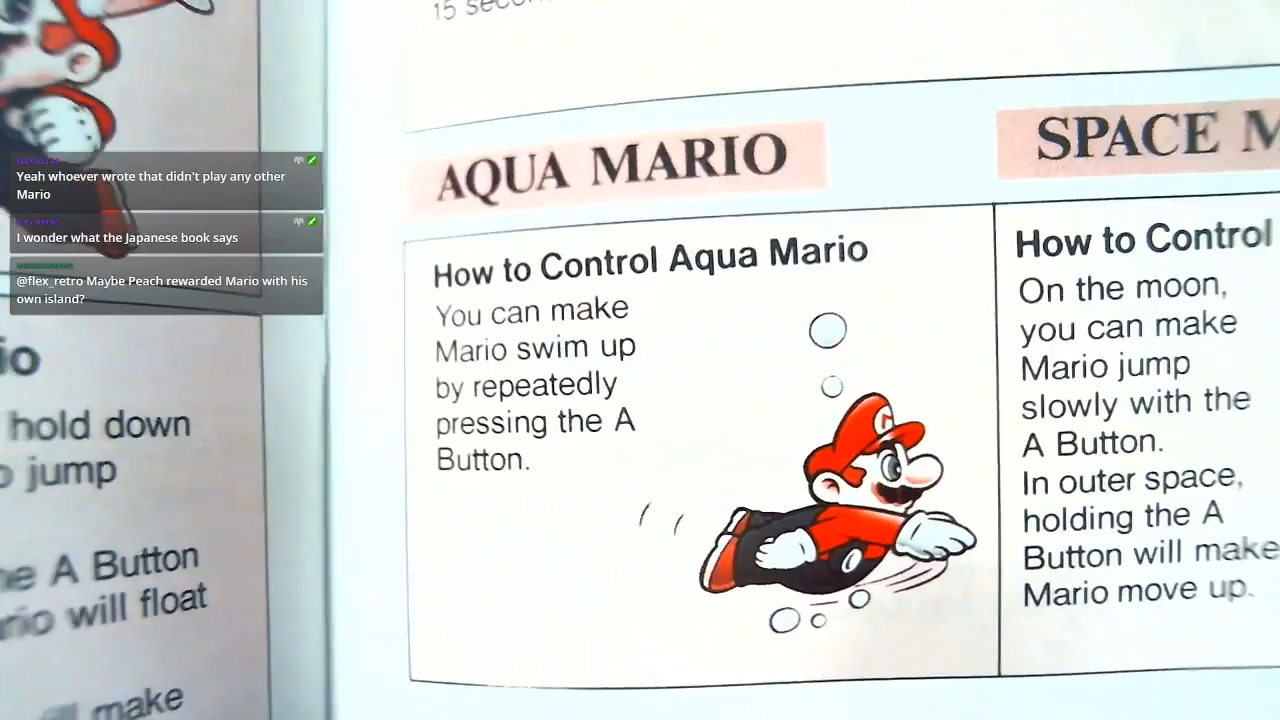 15
AQUA MARIO
SPACE M
How to Control Aqua Mario
You can make
Mario swim up
by repeatedly
pressing the A
Button.
How to Control
On the moon,
you can make
Mario jump
slowly with the
A Button.
In outer space,
holding the A
Button will make
Mario move up.
Yeah whoever wrote that didn't play any other
Mario
I wonder what the Japanese book says
@flex_retro Maybe Peach rewarded Mario with his
own island?
io
hold down
jump
A Button
will float
make